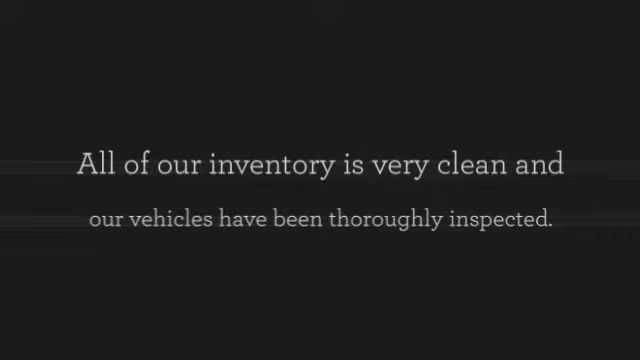 All of our inventory is very clean and
our vehicles have been thoroughly inspected.